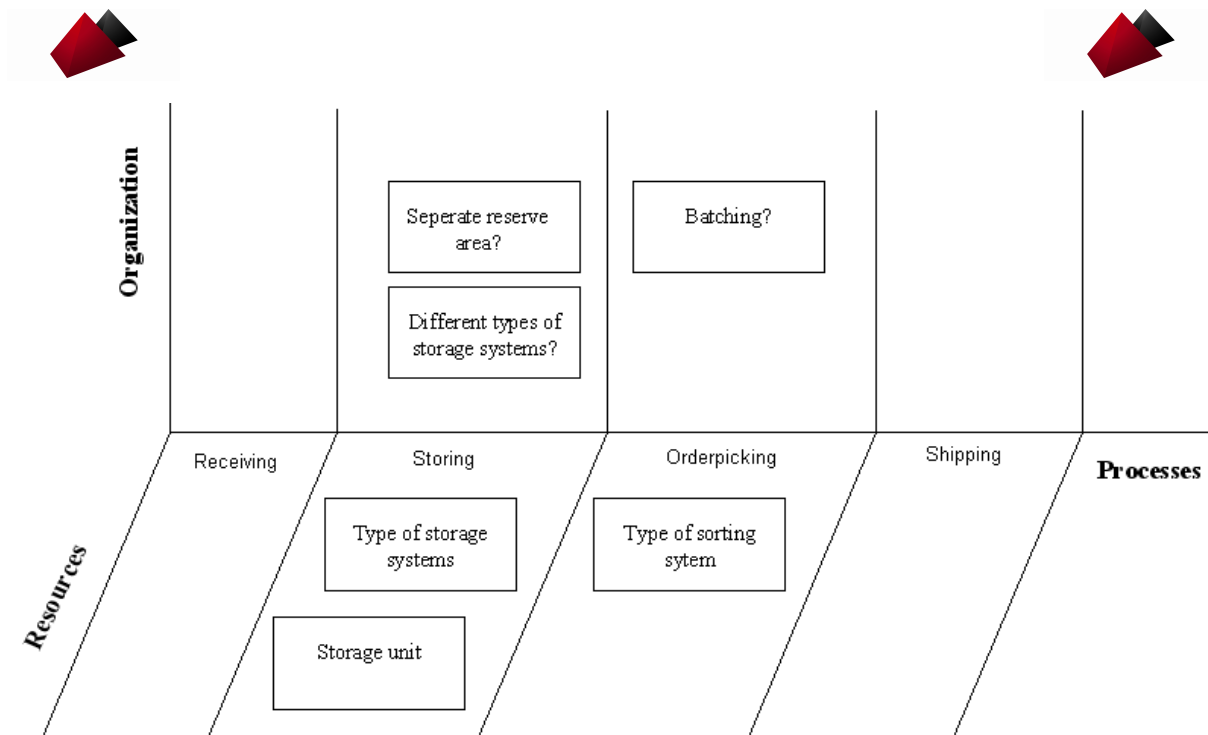 Organization
Seperate reserve
area?
Batching?
Different types of
storage systems?
Receiving
Storing
Orderpicking
Shipping
Processes
Resources
Type of storage
systems
Type of sorting
sytem
Storage unit